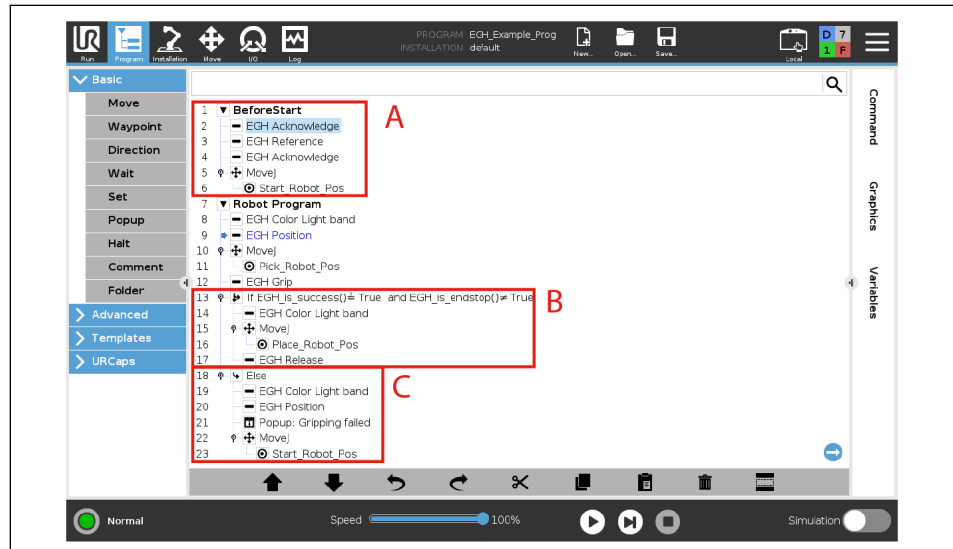 UR
PROGRAM EGH_Example_Prog
INSTALLATION default
Run Program Installation Move I/O Log New... Open... Save... Local
D 7
1 F
Basic
Move
Waypoint
Direction
Wait
Set
Popup
Halt
Comment
Folder
Advanced
Templates
URCaps
1 BeforeStart
2 EGH Acknowledge
3 EGH Reference
4 EGH Acknowledge
5 MoveJ
6 Start_Robot_Pos
7 Robot Program
8 EGH Color Light band
9 EGH Position
10 MoveJ
11 Pick_Robot_Pos
12 EGH Grip
13 If EGH_is_success()≟ True and EGH_is_endstop()≠ True
14 EGH Color Light band
15 MoveJ
16 Place_Robot_Pos
17 EGH Release
18 Else
19 EGH Color Light band
20 EGH Position
21 Popup: Gripping failed
22 MoveJ
23 Start_Robot_Pos
A
B
C
Command
Graphics
Variables
Normal
Speed 100%
Simulation